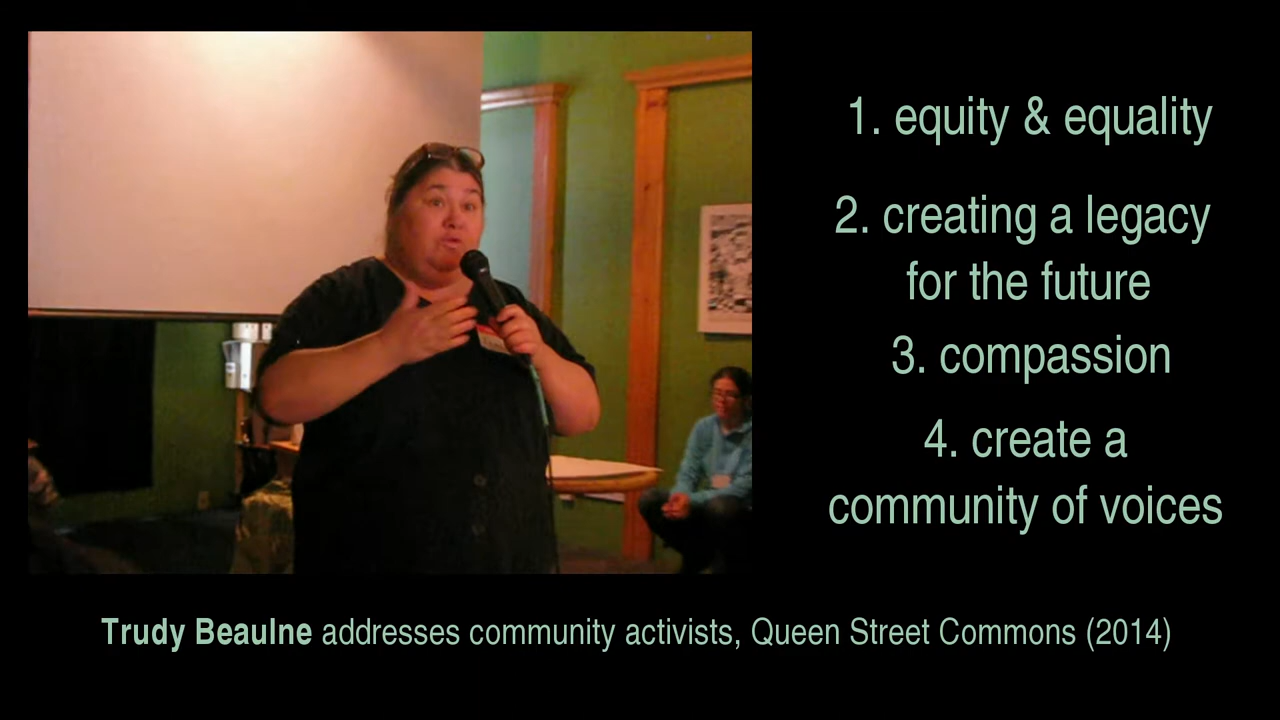 1. equity & equality
2. creating a legacy
for the future
3. compassion
4. create a
community of voices
Trudy Beaulne addresses community activists, Queen Street Commons (2014)